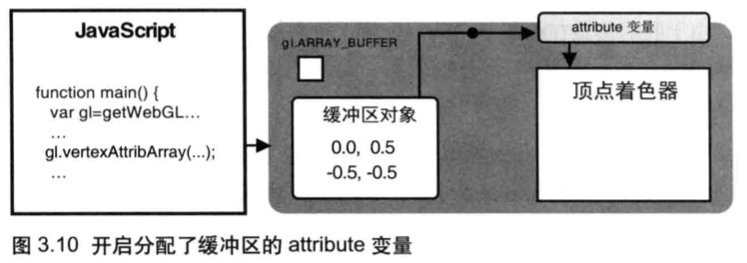 JavaScript
function main() {
var gl=getWebGL…
…
gl.vertexAttribArray(...);
…
gl.ARRAY_BUFFER
缓冲区对象
0.0, 0.5
-0.5, -0.5
attribute 变量
顶点着色器
图 3.10 开启分配了缓冲区的 attribute 变量